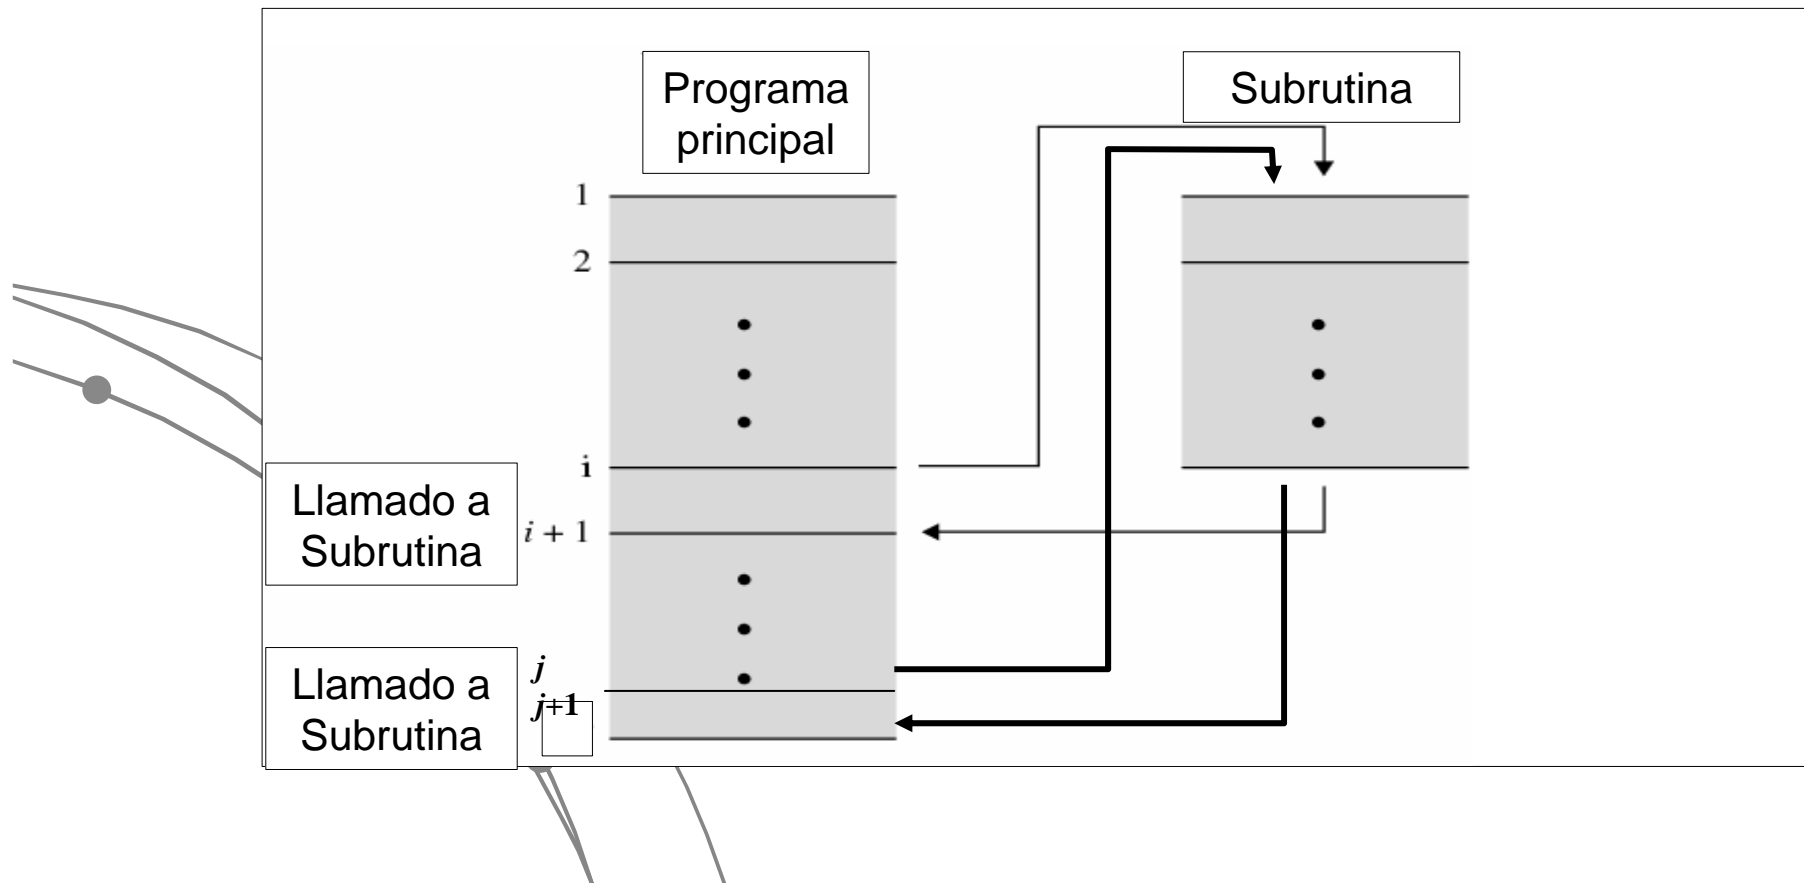 Programa
principal
Subrutina
1
2
i
Llamado a
Subrutina
i + 1
Llamado a
Subrutina
j
j+1